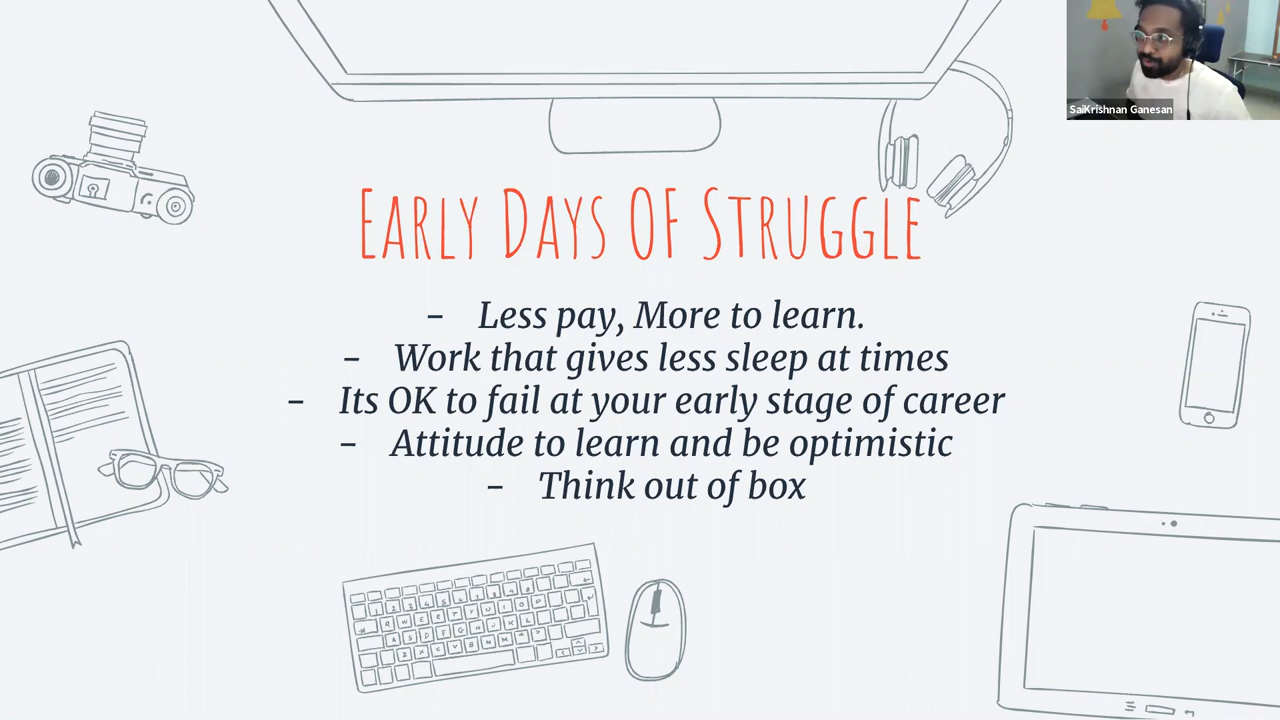 SaiKrishnan Ganesan
Early Days Of Struggle
- Less pay, More to learn.
- Work that gives less sleep at times
- Its OK to fail at your early stage of career
- Attitude to learn and be optimistic
- Think out of box